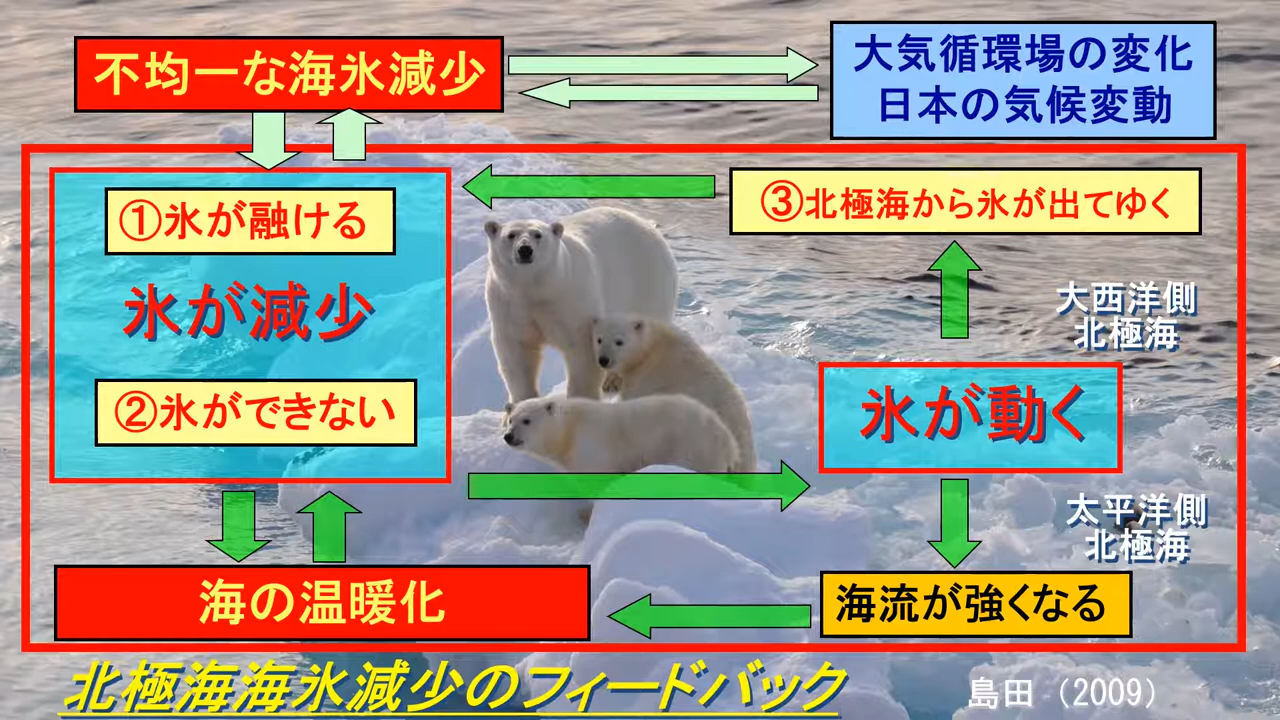 不均一な海氷減少
大気循環場の変化
日本の気候変動
①氷が融ける
③北極海から氷が出てゆく
氷が減少
大西洋側
北極海
②氷ができない
氷が動く
太平洋側
北極海
海の温暖化
海流が強くなる
北極海海氷減少のフィードバック
島田（2009）